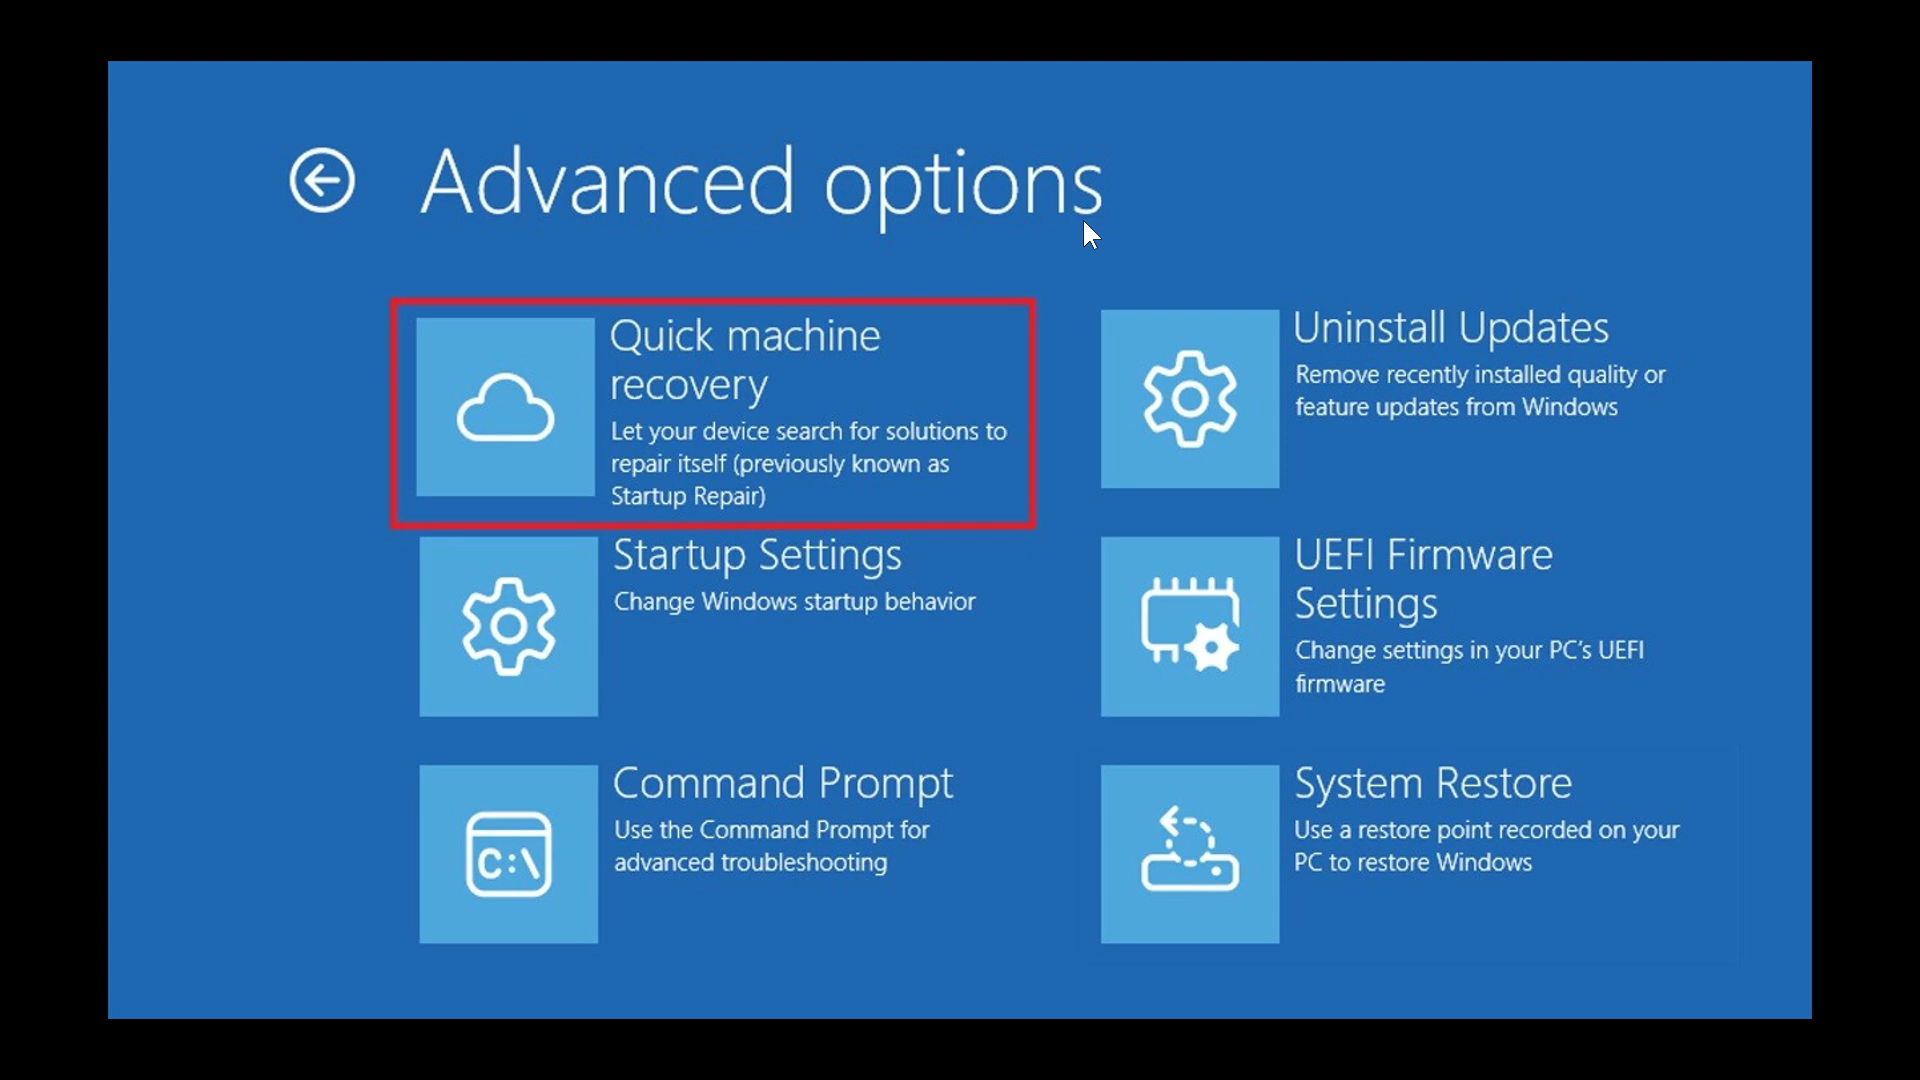 Advanced options
Quick machine
recovery
Let your device search for solutions to
repair itself (previously known as
Startup Repair)
Uninstall Updates
Remove recently installed quality or
feature updates from Windows
Startup Settings
Change Windows startup behavior
UEFI Firmware
Settings
Change settings in your PC's UEFI
firmware
C:\
Command Prompt
Use the Command Prompt for
advanced troubleshooting
System Restore
Use a restore point recorded on your
PC to restore Windows